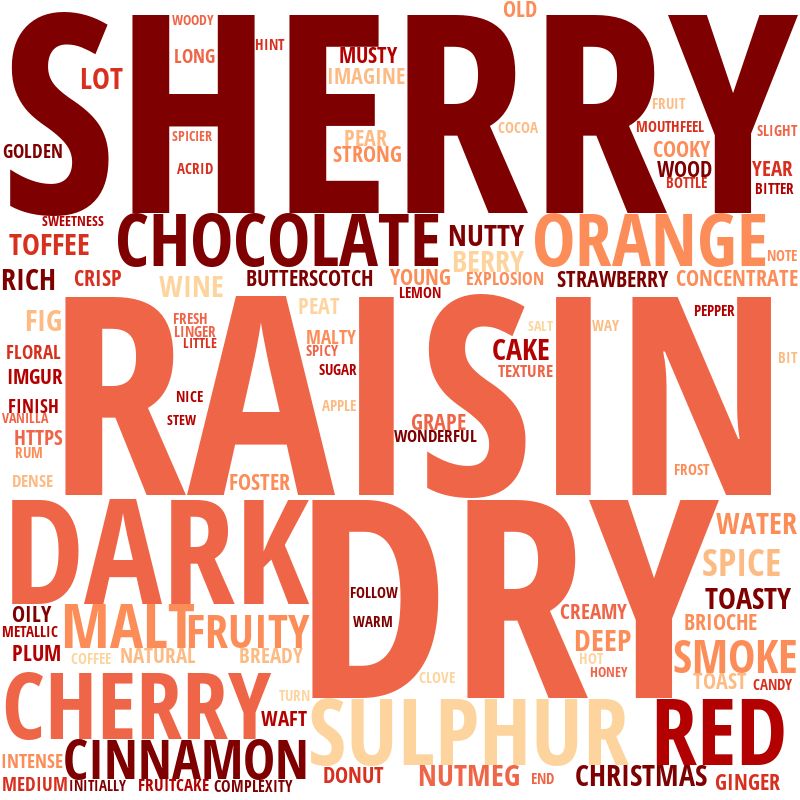 OLD
WOODY
SHERRY
HINT
LONG
MUSTY
LOT
IMAGINE
FRUIT
COCOA
MOUTHFEEL
SLIGHT
SPICIER
PEAR
STRONG
COOKY
GOLDEN
ACRID
WOOD
YEAR
BOTTLE
BITTER
SWEETNESS
TOFFEE
CHOCOLATE
NUTTY
ORANGE
BERRY
NOTE
RICH
CRISP
WINE
BUTTERSCOTCH
YOUNG
EXPLOSION
STRAWBERRY
CONCENTRATE
LEMON
PEAT
PEPPER
FIG
FRESH
RAISIN
LINGER
SALT
WAY
LITTLE
MALTY
FLORAL
SPICY
CAKE
BIT
IMGUR
SUGAR
TEXTURE
NICE
FINISH
APPLE
VANILLA
STEW
GRAPE
HTTPS
WONDERFUL
RUM
FROST
DENSE
FOSTER
DARK
DRY
WATER
SPICE
FOLLOW
TOASTY
OILY
CREAMY
MALT
FRUITY
WARM
BRIOCHE
METALLIC
DEEP
PLUM
COFFEE
NATURAL
BREADY
HOT
SMOKE
HONEY
CLOVE
TOAST
CANDY
CHERRY
TURN
WAFT
SULPHUR
RED
INTENSE
CINNAMON
DONUT
NUTMEG
END
CHRISTMAS
GINGER
MEDIUM
INITIALLY
FRUITCAKE
COMPLEXITY